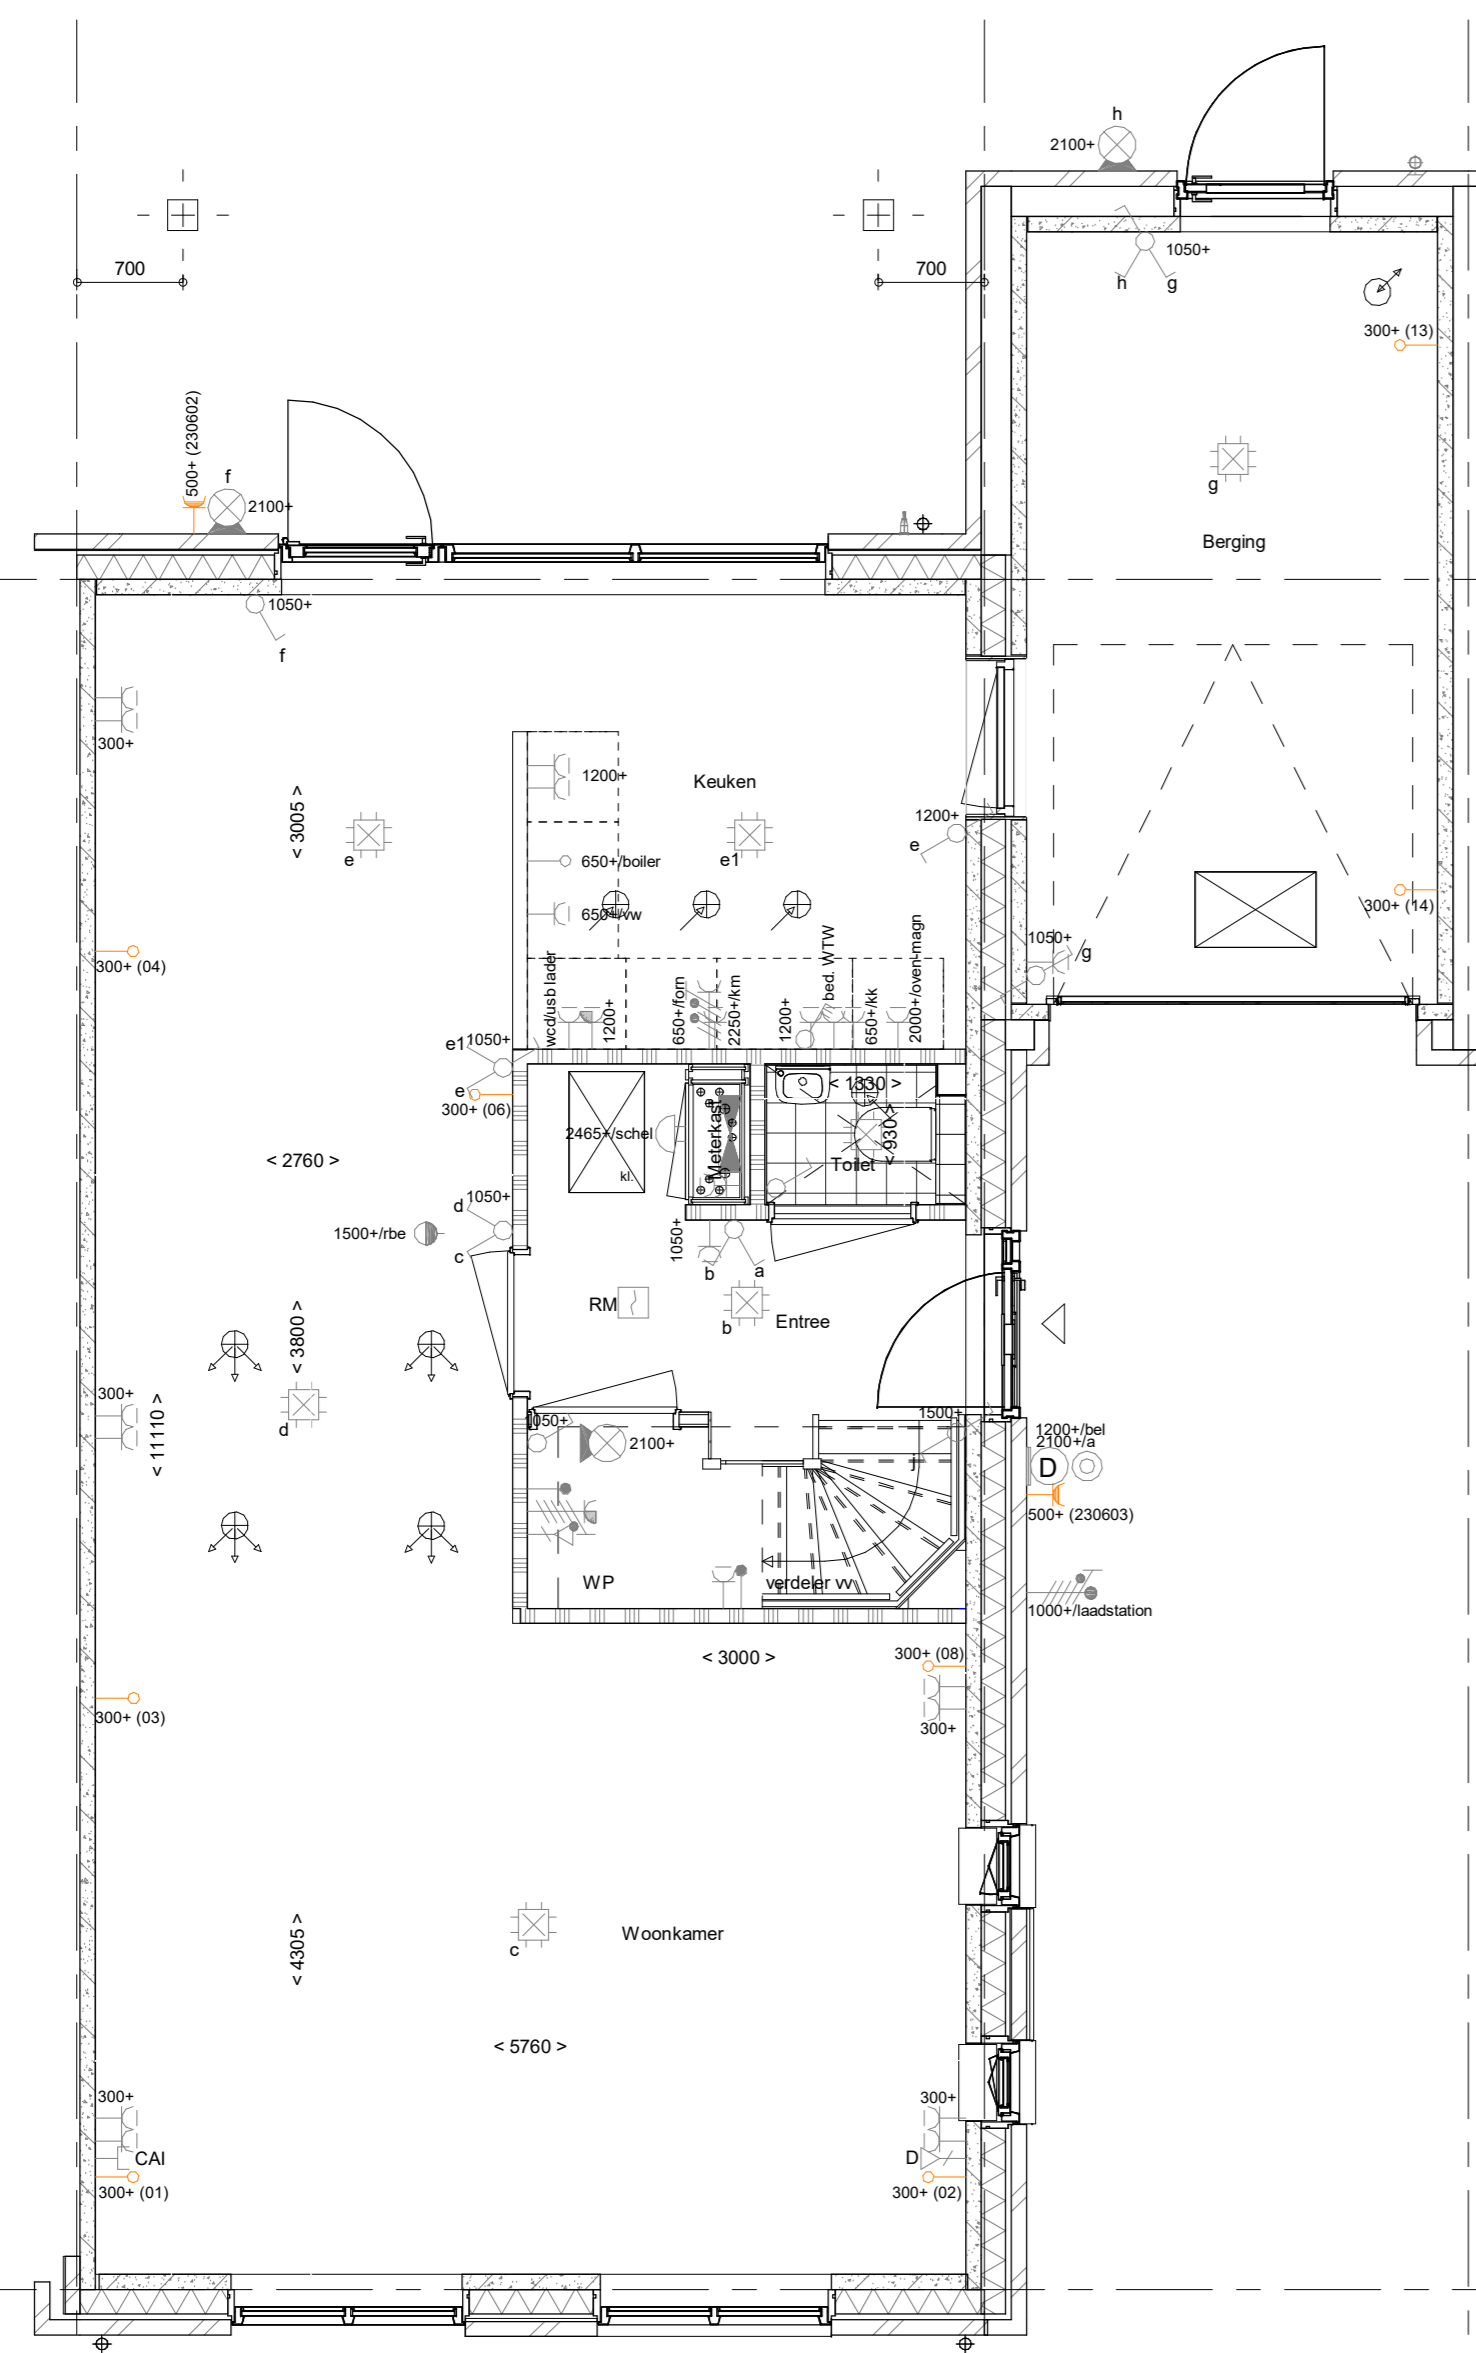 h
2100+
1050+
h
g
700
700
300+ (13)
500+ (230602)
f
2100+
g
Berging
1050+
f
300+
1200+
Keuken
< 3005 >
1200+
e
e
e1
650+/boiler
650+/vw
300+ (14)
300+ (04)
1050+
g
wcd/usb lader
1200+
650+/forn
2250+/km
1200+
bed. WTW
650+/kk
2000+/oven-magn
e1
1050+
e
300+ (06)
< 1330 >
2465+/schel
Meterkast
< 930 >
< 2760 >
Toilet
kl.
1050+
d
1500+/rbe
c
1050+
b
a
RM
Entree
b
< 3800 >
300+
d
< 11110 >
1050+
2100+
1500+
j
1200+/bel
2100+/a
D
500+ (230603)
WP
verdeler vv
1000+/laadstation
< 3000 >
300+ (08)
300+
300+ (03)
c
Woonkamer
< 4305 >
< 5760 >
300+
300+
CAI
D
300+ (01)
300+ (02)